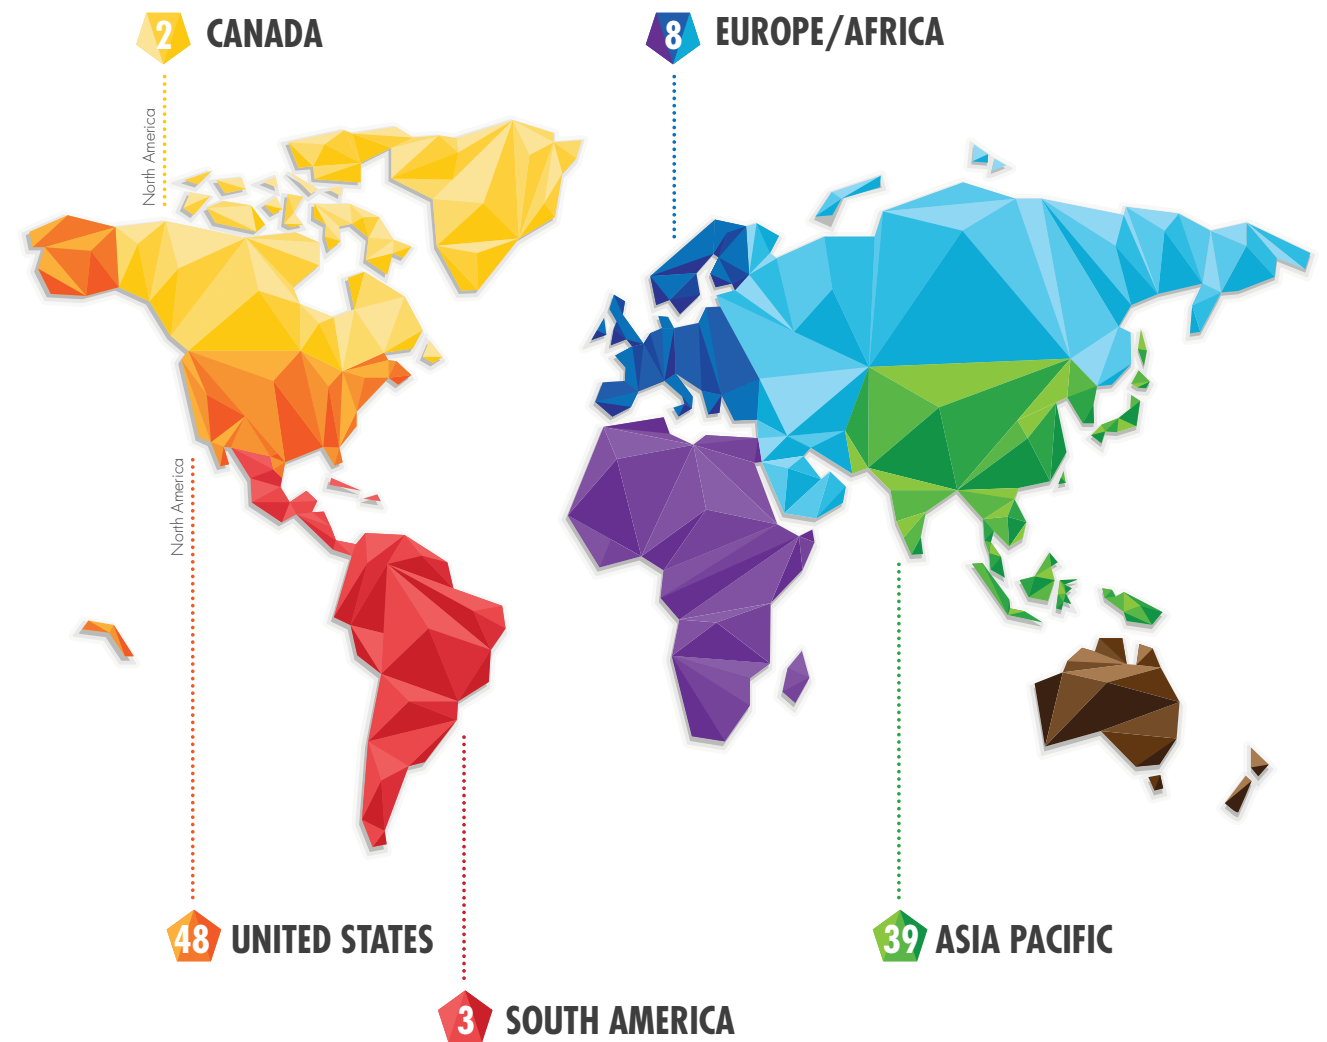 2 CANADA
8 EUROPE/AFRICA
North America
North America
48 UNITED STATES
39 ASIA PACIFIC
3 SOUTH AMERICA